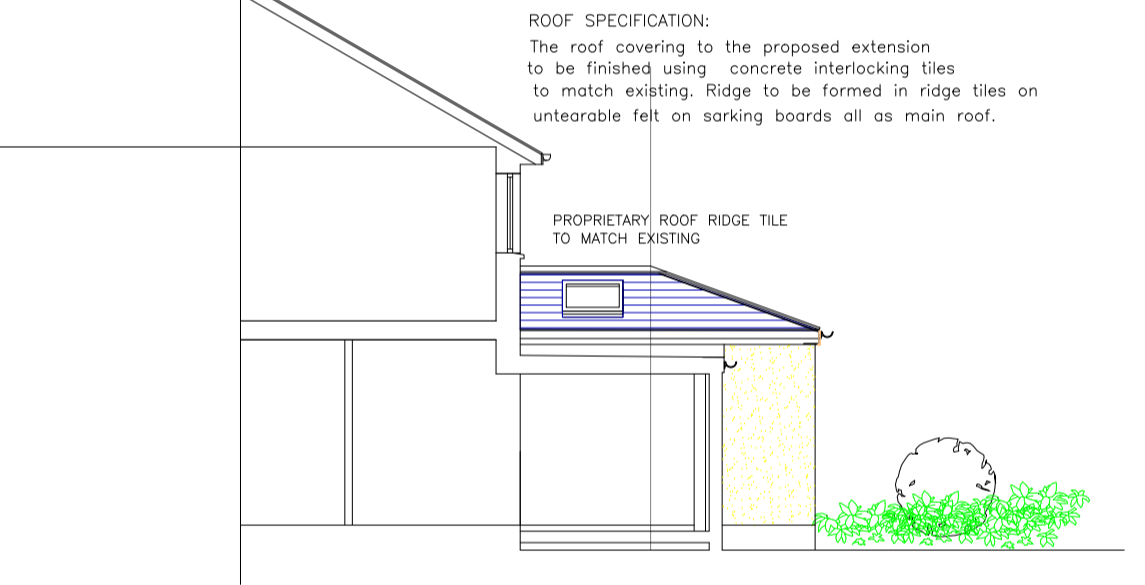 ROOF SPECIFICATION:
The roof covering to the proposed extension
to be finished using concrete interlocking tiles
to match existing. Ridge to be formed in ridge tiles on
untearable felt on sarking boards all as main roof.
PROPRIETARY ROOF RIDGE TILE
TO MATCH EXISTING